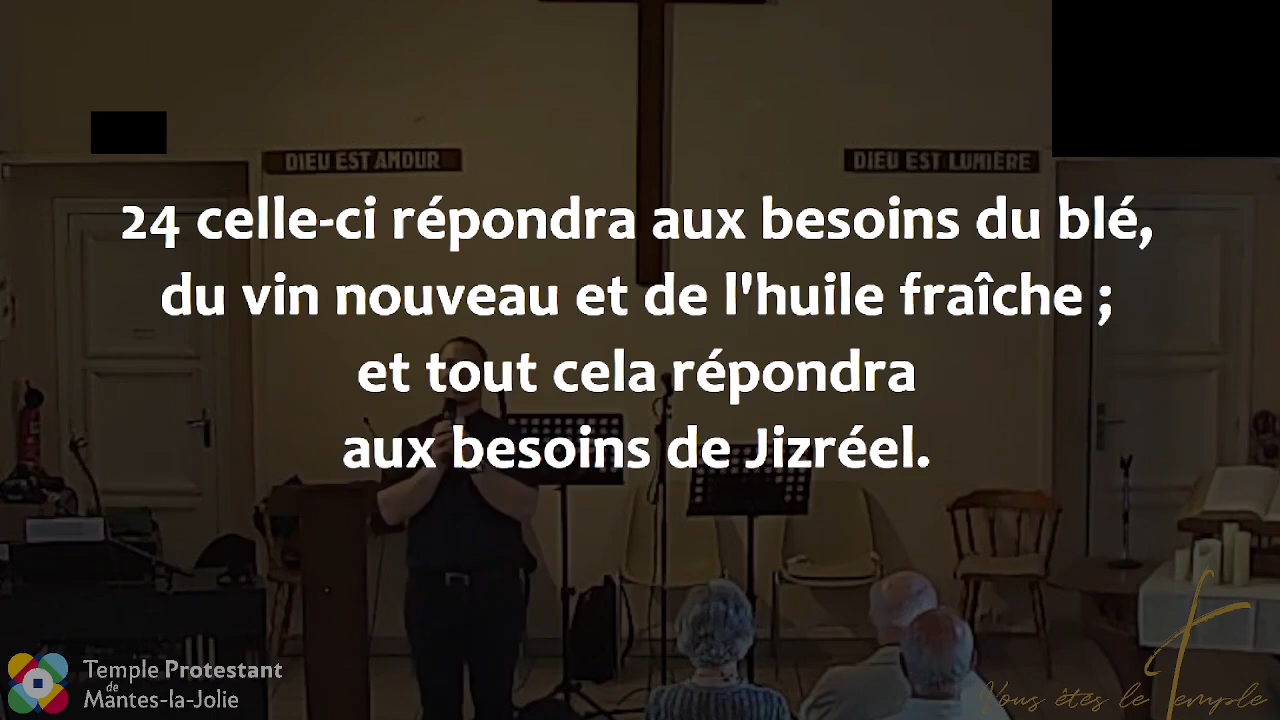 DIEU EST AMOUR
DIEU EST LUMIÈRE
24 celle-ci répondra aux besoins du blé,
du vin nouveau et de l'huile fraîche ;
et tout cela répondra
aux besoins de Jizréel.
Temple Protestant
de
Mantes-la-Jolie
Vous êtes le Temple